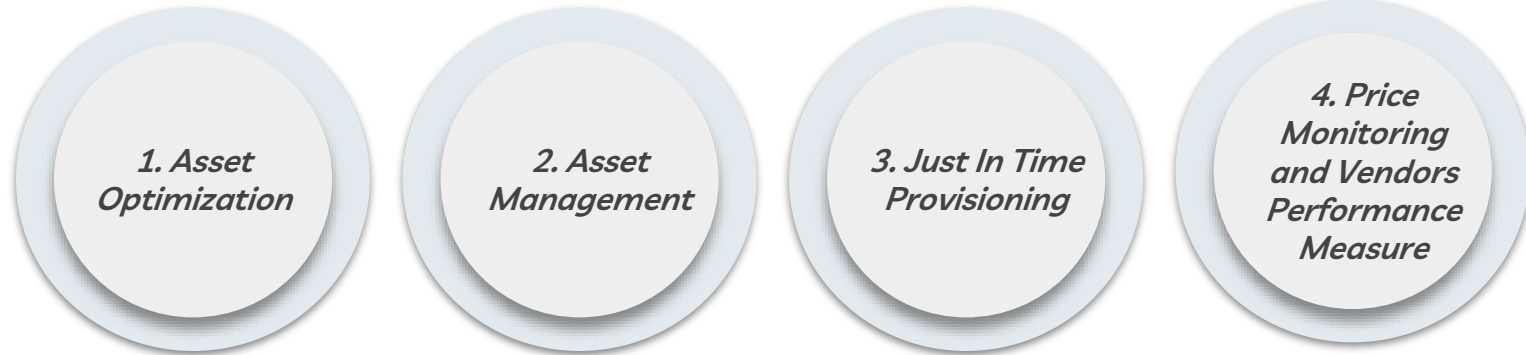 1. Asset
Optimization
2. Asset
Management
3. Just In Time
Provisioning
4. Price
Monitoring
and Vendors
Performance
Measure